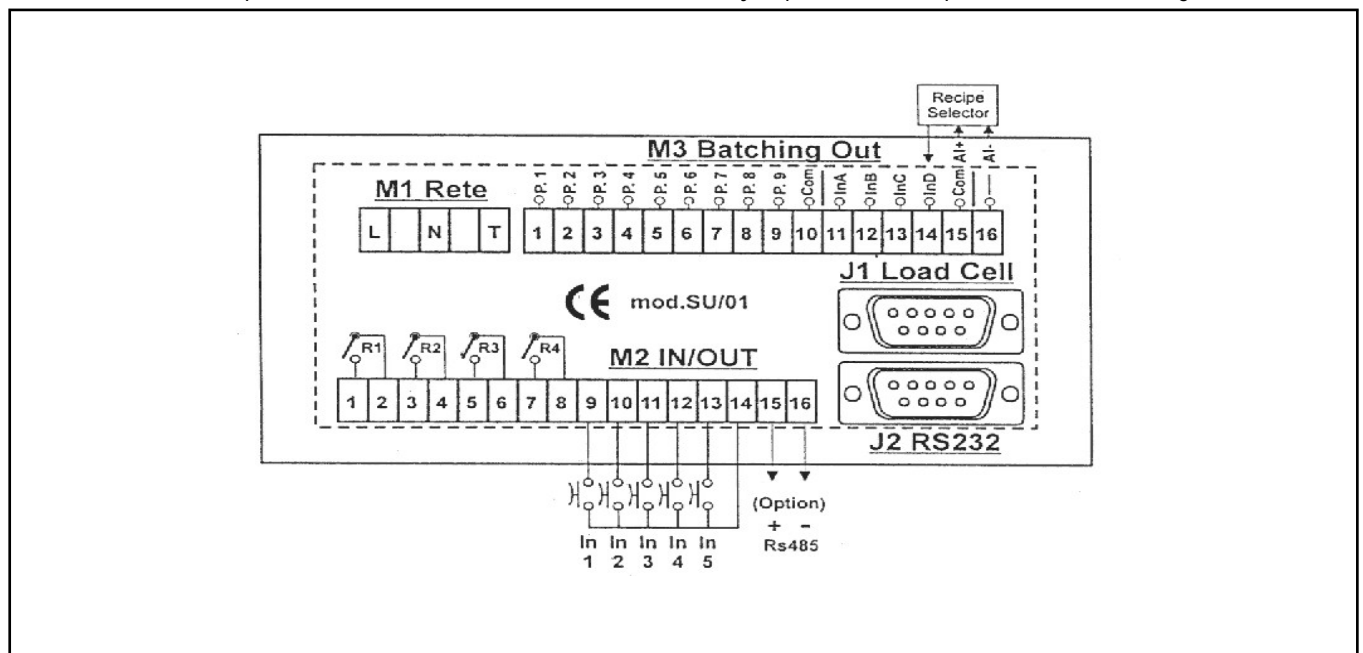 Recipe
Selector
M3 Batching Out
M1 Rete
P. 1
P. 2
P. 3
P. 4
P. 5
P. 6
P. 7
P. 8
P. 9
Com
InA
InB
InC
InD
Com AI+
AI-
L N T
1 2 3 4 5 6 7 8 9 10 11 12 13 14 15 16
J1 Load Cell
CE mod.SU/01
R1 R2 R3 R4
M2 IN/OUT
1 2 3 4 5 6 7 8 9 10 11 12 13 14 15 16
J2 RS232
(Option)
+ -
Rs485
In In In In In
1 2 3 4 5